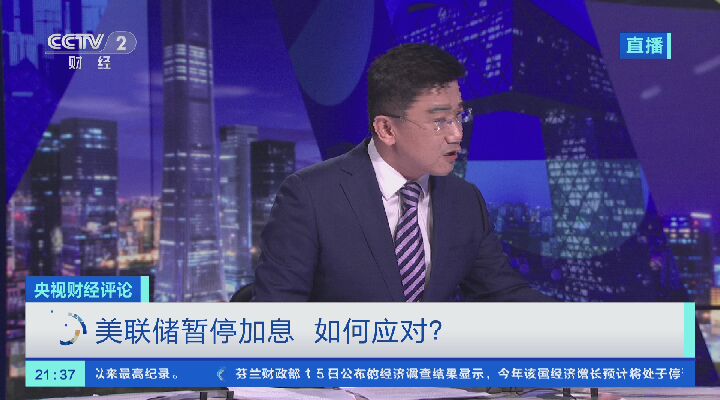 CCTV 2
财经
直播
央视财经评论
美联储暂停加息 如何应对?
21:37 以来最高纪录。 芬兰财政部15日公布的经济调查结果显示，今年该国经济增长预计将处于停